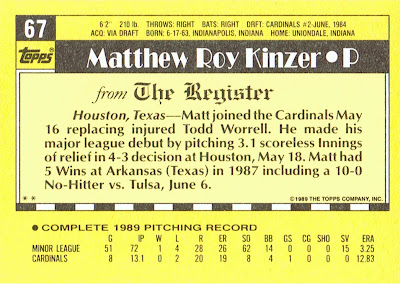 67
6'2" 210 lb. THROWS: RIGHT BATS: RIGHT DRFT: CARDINALS #2-JUNE, 1984
ACQ: VIA DRAFT BORN: 6-17-63, INDIANAPOLIS, INDIANA HOME: UNIONDALE, INDIANA
Topps
Matthew Roy Kinzer • P
from The Register
Houston, Texas—Matt joined the Cardinals May
16 replacing injured Todd Worrell. He made his
major league debut by pitching 3.1 scoreless Innings
of relief in 4-3 decision at Houston, May 18. Matt had
5 Wins at Arkansas (Texas) in 1987 including a 10-0
No-Hitter vs. Tulsa, June 6.
** ©1989 THE TOPPS COMPANY, INC.
• COMPLETE 1989 PITCHING RECORD
G IP W L R ER SO BB GS CG SHO SV ERA
MINOR LEAGUE 51 72 1 4 28 26 62 14 0 0 0 15 3.25
CARDINALS 8 13.1 0 2 20 19 8 4 1 0 0 0 12.83